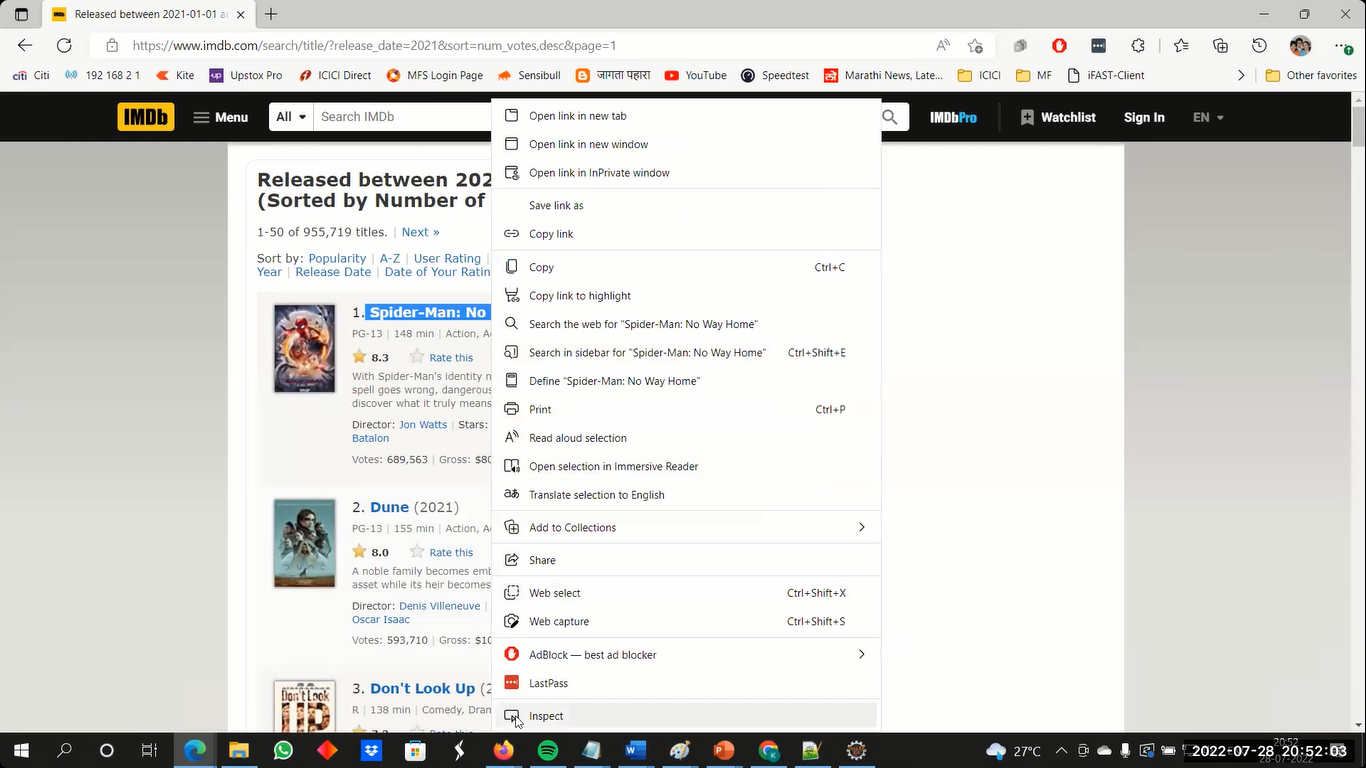 Released between 2021-01-01 a
https://www.imdb.com/search/title/?release_date=2021&sort=num_votes,desc&page=1
citi Citi 192 168 2 1 Kite up Upstox Pro ICICI Direct MFS Login Page Sensibull जागता पहारा YouTube Speedtest Marathi News, Late... ICICI MF iFAST-Client Other favorites
IMDb Menu All Search IMDb IMDbPro Watchlist Sign In EN
Released between 202
(Sorted by Number of
1-50 of 955,719 titles. | Next »
Sort by: Popularity | A-Z | User Rating |
Year | Release Date | Date of Your Ratin
1. Spider-Man: No
PG-13 | 148 min | Action, A
8.3 Rate this
With Spider-Man's identity n
spell goes wrong, dangerous
discover what it truly means
Director: Jon Watts | Stars:
Batalon
Votes: 689,563 | Gross: $80
2. Dune (2021)
PG-13 | 155 min | Action, A
8.0 Rate this
A noble family becomes emb
asset while its heir becomes
Director: Denis Villeneuve |
Oscar Isaac
Votes: 593,710 | Gross: $10
3. Don't Look Up (2
R | 138 min | Comedy, Dran
Open link in new tab
Open link in new window
Open link in InPrivate window
Save link as
Copy link
Copy Ctrl+C
Copy link to highlight
Search the web for "Spider-Man: No Way Home"
Search in sidebar for "Spider-Man: No Way Home" Ctrl+Shift+E
Define "Spider-Man: No Way Home"
Print Ctrl+P
Read aloud selection
Open selection in Immersive Reader
Translate selection to English
Add to Collections
Share
Web select Ctrl+Shift+X
Web capture Ctrl+Shift+S
AdBlock — best ad blocker
LastPass
Inspect
27°C
20:52
2022-07-28 20:52:03
28-07-2022